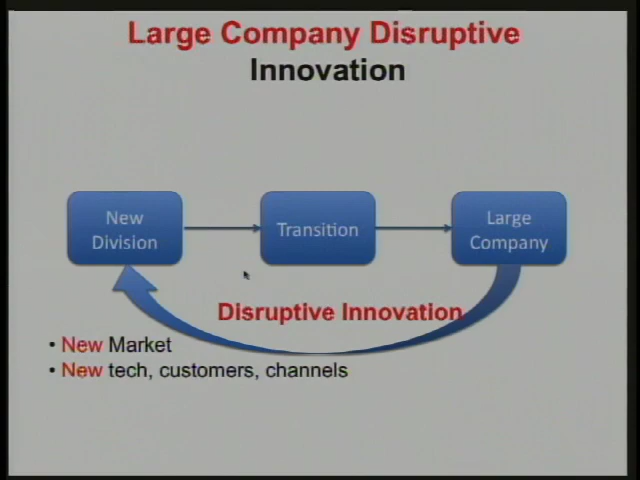 Large Company Disruptive
Innovation
New
Division
Transition
Large
Company
Disruptive Innovation
• New Market
• New tech, customers, channels